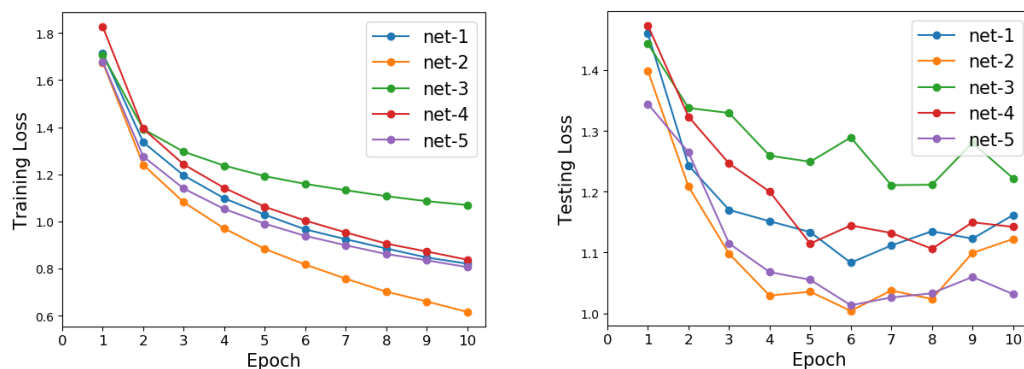 1.8
1.6
1.4
1.2
1.0
0.8
0.6
Training Loss
0 1 2 3 4 5 6 7 8 9 10
Epoch
net-1
net-2
net-3
net-4
net-5
1.4
1.3
1.2
1.1
1.0
Testing Loss
0 1 2 3 4 5 6 7 8 9 10
Epoch
net-1
net-2
net-3
net-4
net-5